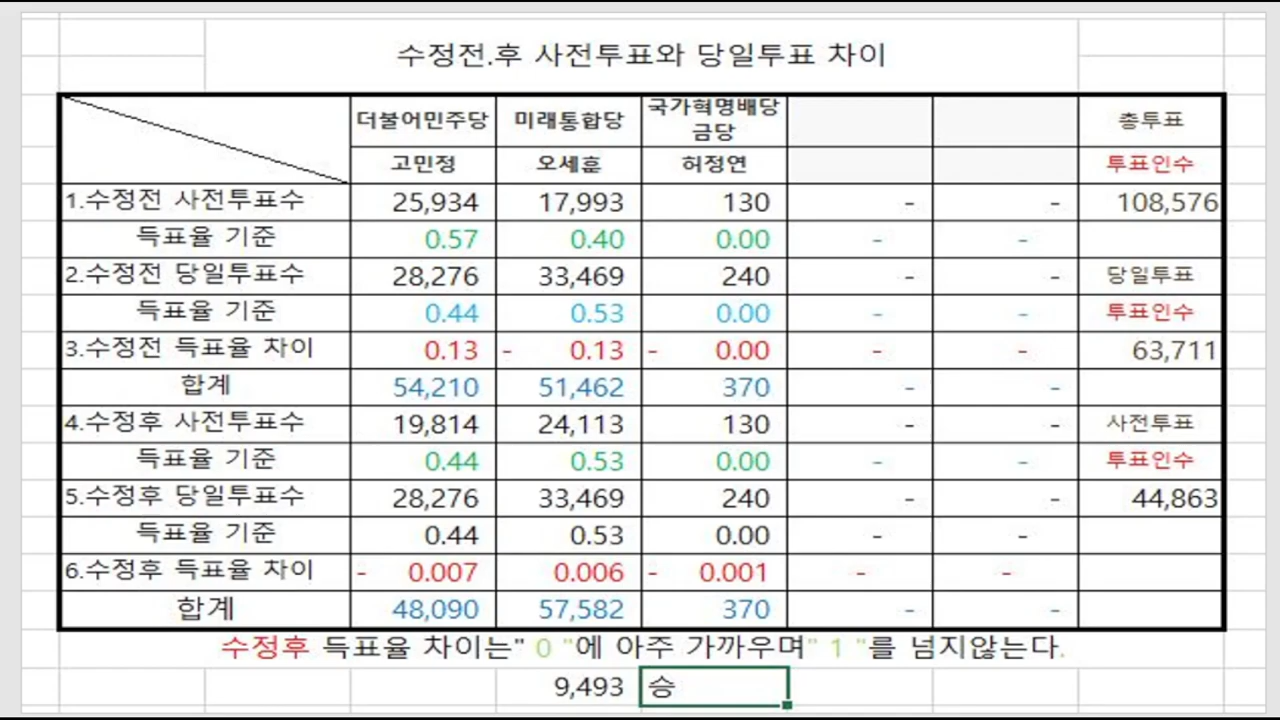 수정전.후 사전투표와 당일투표 차이
더불어민주당 미래통합당 국가혁명배당금당 총투표
고민정 오세훈 허정연 투표인수
1.수정전 사전투표수 25,934 17,993 130 - - 108,576
득표율 기준 0.57 0.40 0.00 - -
2.수정전 당일투표수 28,276 33,469 240 - - 당일투표
득표율 기준 0.44 0.53 0.00 - - 투표인수
3.수정전 득표율 차이 0.13 - 0.13 - 0.00 - - 63,711
합계 54,210 51,462 370 - -
4.수정후 사전투표수 19,814 24,113 130 - - 사전투표
득표율 기준 0.44 0.53 0.00 - - 투표인수
5.수정후 당일투표수 28,276 33,469 240 - - 44,863
득표율 기준 0.44 0.53 0.00 - -
6.수정후 득표율 차이 - 0.007 0.006 - 0.001 - -
합계 48,090 57,582 370 - -
수정후 득표율 차이는" 0 "에 아주 가까우며" 1 "를 넘지않는다.
9,493 승